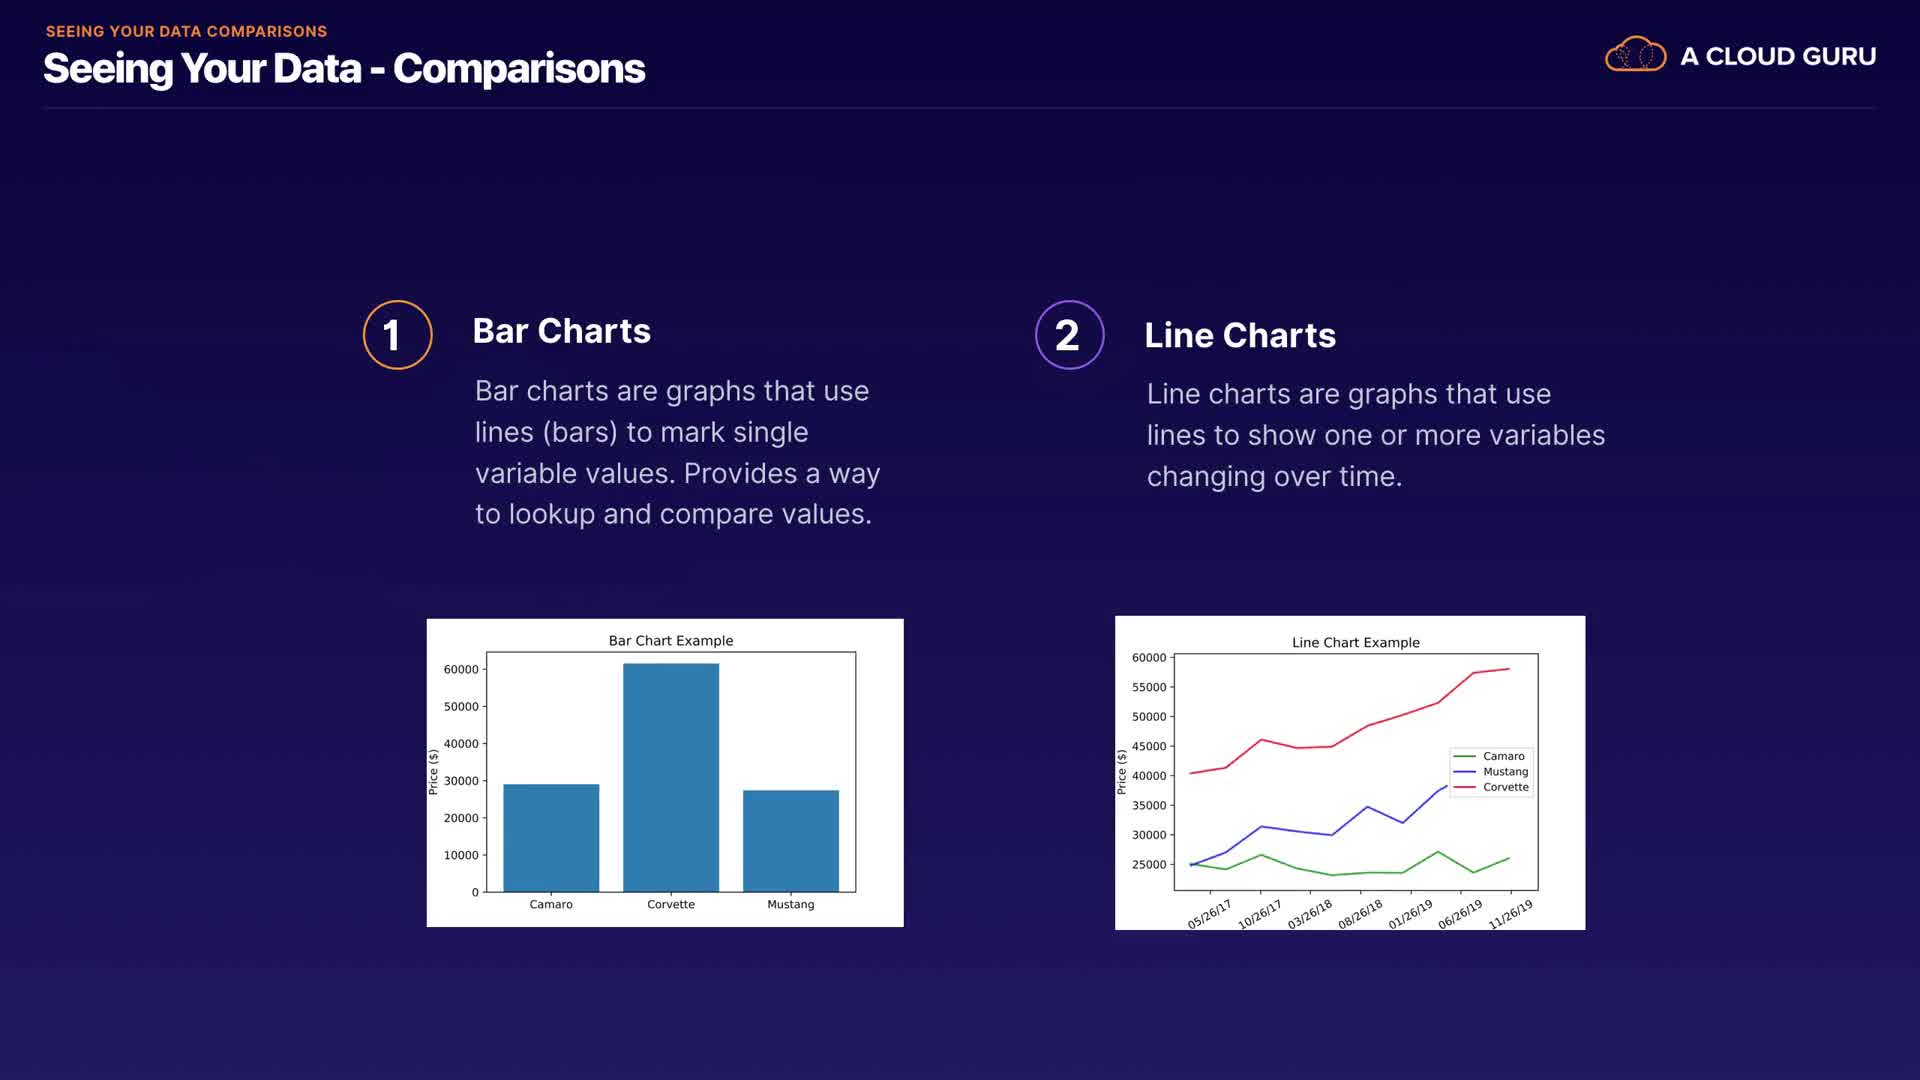 SEEING YOUR DATA COMPARISONS
Seeing Your Data - Comparisons
A CLOUD GURU
1
Bar Charts
Bar charts are graphs that use
lines (bars) to mark single
variable values. Provides a way
to lookup and compare values.
2
Line Charts
Line charts are graphs that use
lines to show one or more variables
changing over time.
Bar Chart Example
Price ($)
60000
50000
40000
30000
20000
10000
0
Camaro
Corvette
Mustang
Line Chart Example
Price ($)
60000
55000
50000
45000
40000
35000
30000
25000
Camaro
Mustang
Corvette
05/26/17
10/26/17
03/26/18
08/26/18
01/26/19
06/26/19
11/26/19